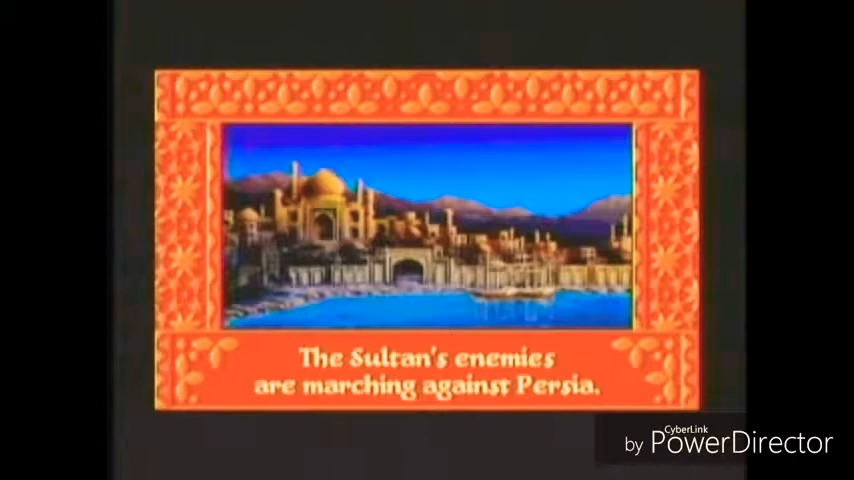 The Sultan's enemies
are marching against Persia.
CyberLink
by PowerDirector